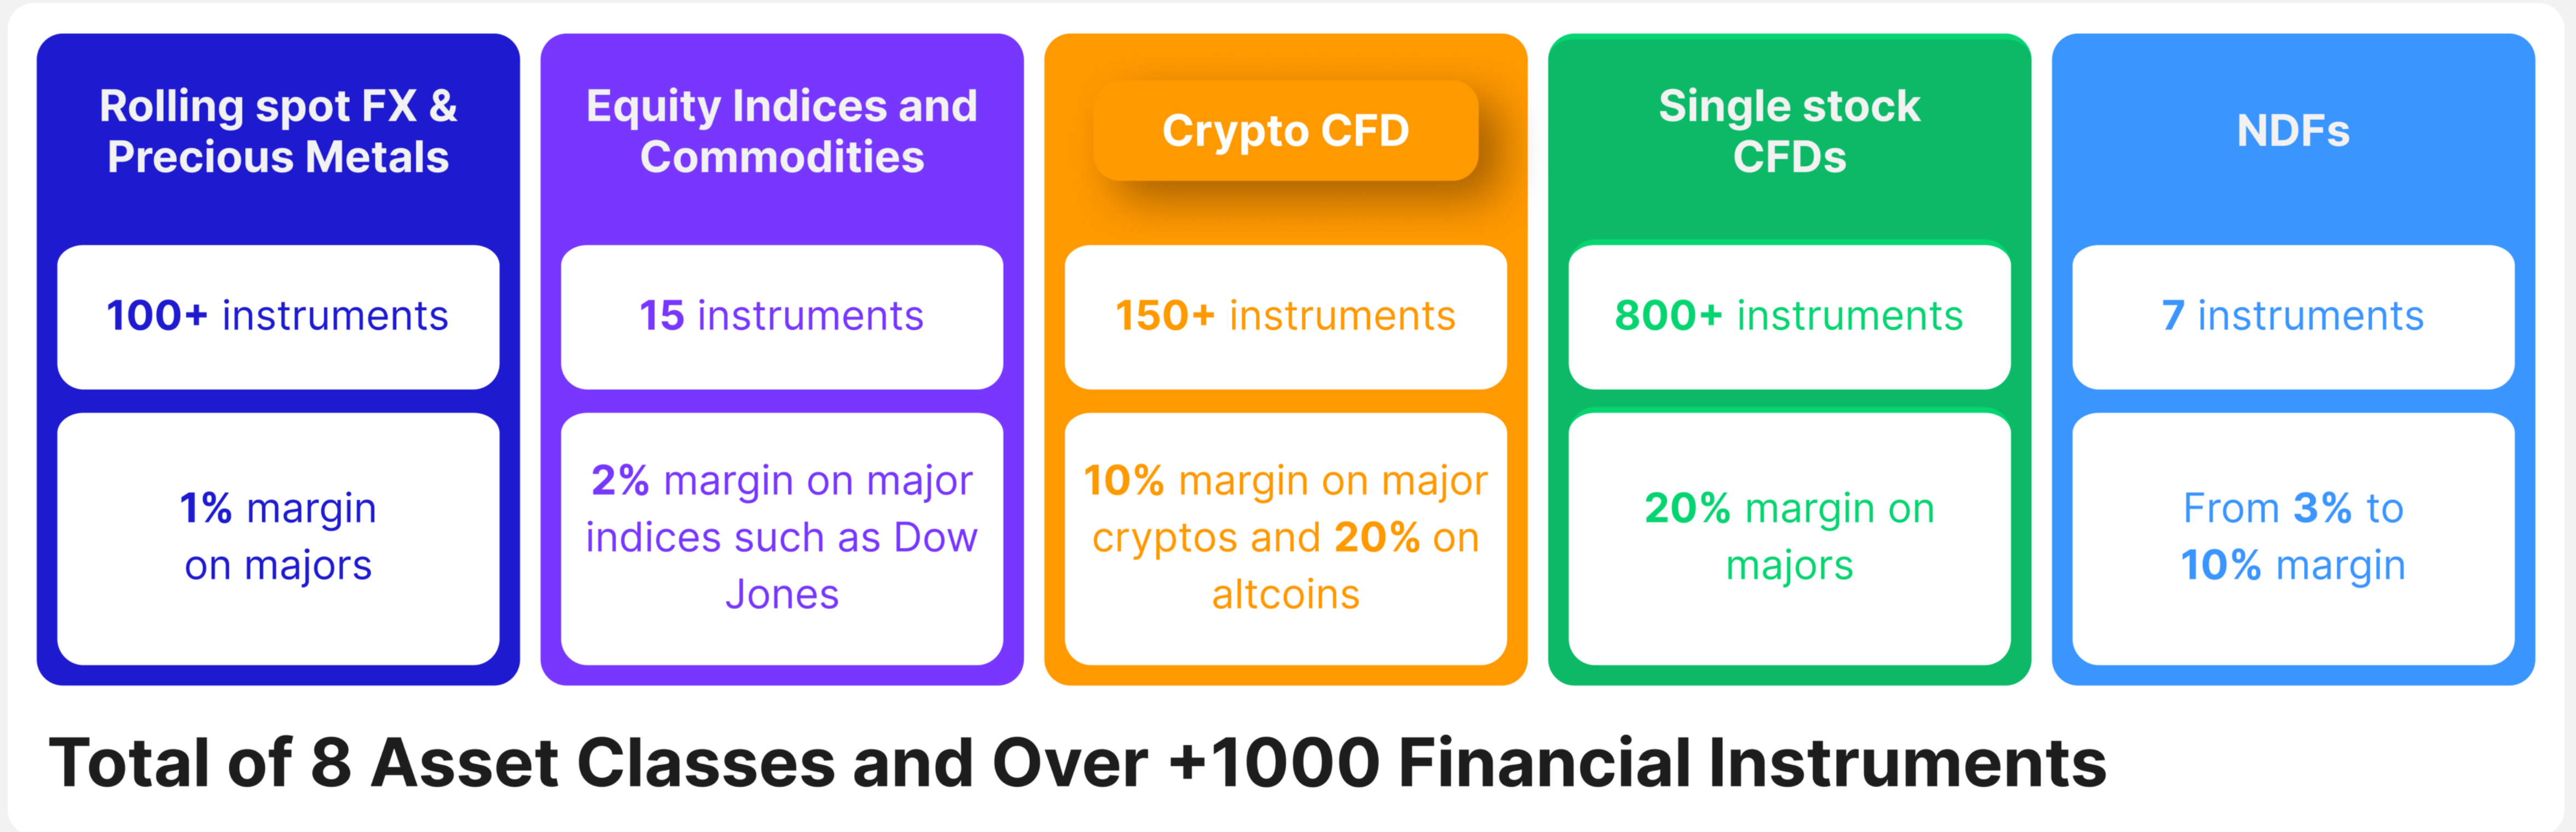 Rolling spot FX &
Precious Metals
100+ instruments
1% margin
on majors
Equity Indices and
Commodities
15 instruments
2% margin on major
indices such as Dow
Jones
Crypto CFD
150+ instruments
10% margin on major
cryptos and 20% on
altcoins
Single stock
CFDs
800+ instruments
20% margin on
majors
NDFs
7 instruments
From 3% to
10% margin
Total of 8 Asset Classes and Over +1000 Financial Instruments